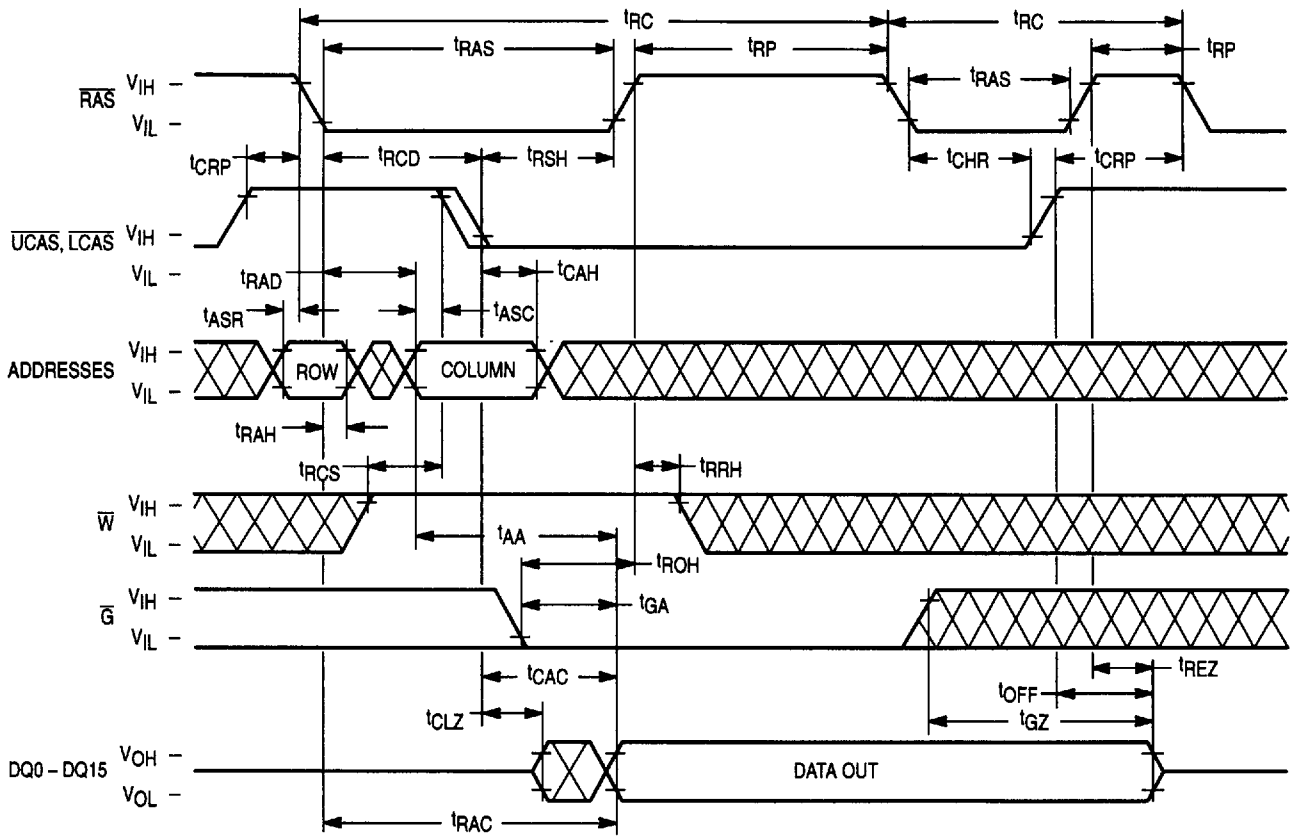 tRC tRC
tRAS tRP tRAS tRP
RAS VIH
VIL
tCRP tRCD tRSH tCHR tCRP
UCAS, LCAS VIH
VIL
tRAD tCAH
tASR tASC
ADDRESSES VIH
VIL
ROW COLUMN
tRAH
tRCS tRRH
W VIH
VIL
tAA
tROH
G VIH
VIL
tGA
tCAC tREZ
tOFF
tCLZ tGZ
DQ0 – DQ15 VOH
VOL
DATA OUT
tRAC